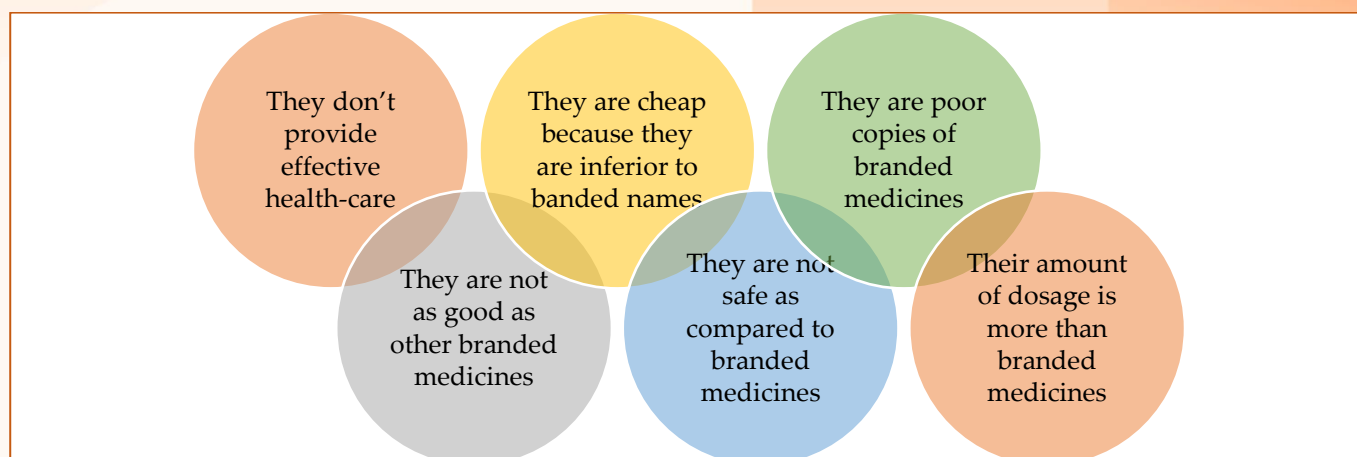 They don’t
provide
effective
health-care
They are cheap
because they
are inferior to
banded names
They are poor
copies of
branded
medicines
They are not
as good as
other branded
medicines
They are not
safe as
compared to
branded
medicines
Their amount
of dosage is
more than
branded
medicines